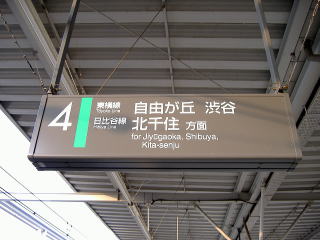 4
東横線
Toyoko Line
自由が丘 渋谷
日比谷線
Hibiya Line
北千住 方面
for Jiyūgaoka, Shibuya,
Kita-senju